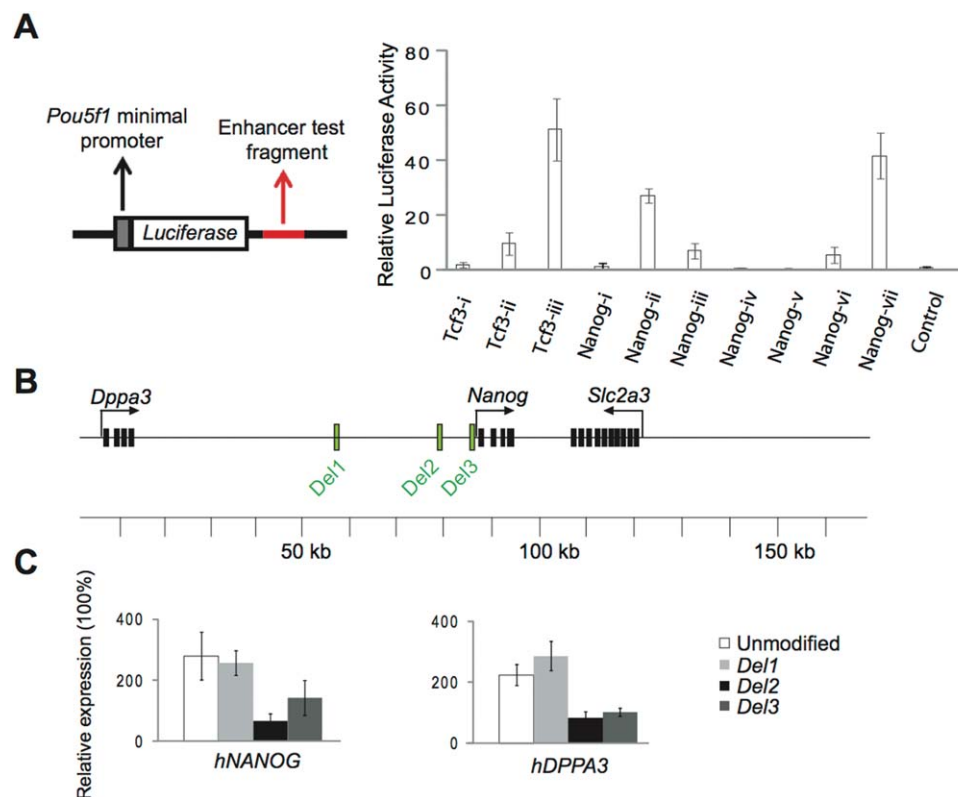 A
Pou5f1 minimal
promoter
Enhancer test
fragment
Luciferase
Relative Luciferase Activity
80
60
40
20
0
Tcf3-i
Tcf3-ii
Tcf3-iii
Nanog-i
Nanog-ii
Nanog-iii
Nanog-iv
Nanog-v
Nanog-vi
Nanog-vii
Control
B
Dppa3
Nanog
Slc2a3
Del1
Del2
Del3
50 kb
100 kb
150 kb
C
Relative expression (100%)
400
200
0
hNANOG
400
200
0
hDPPA3
Unmodified
Del1
Del2
Del3